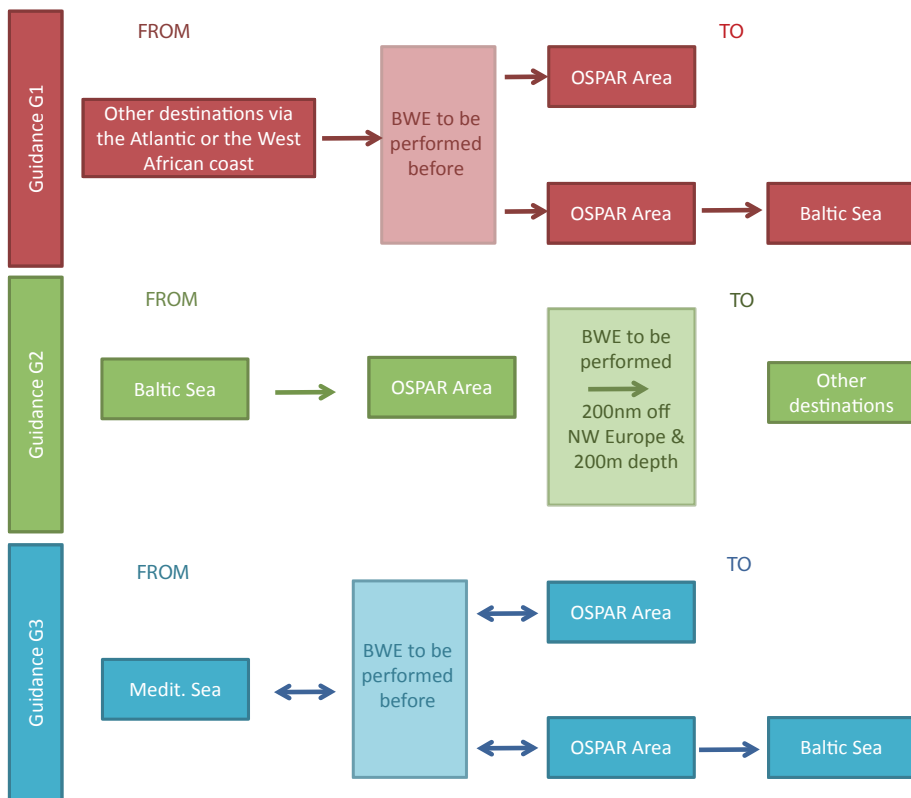 Guidance G1
FROM
TO
Other destinations via
the Atlantic or the West
African coast
BWE to be
performed
before
OSPAR Area
OSPAR Area
Baltic Sea
Guidance G2
FROM
TO
Baltic Sea
OSPAR Area
BWE to be
performed
200nm off
NW Europe &
200m depth
Other
destinations
Guidance G3
FROM
TO
Medit. Sea
BWE to be
performed
before
OSPAR Area
OSPAR Area
Baltic Sea